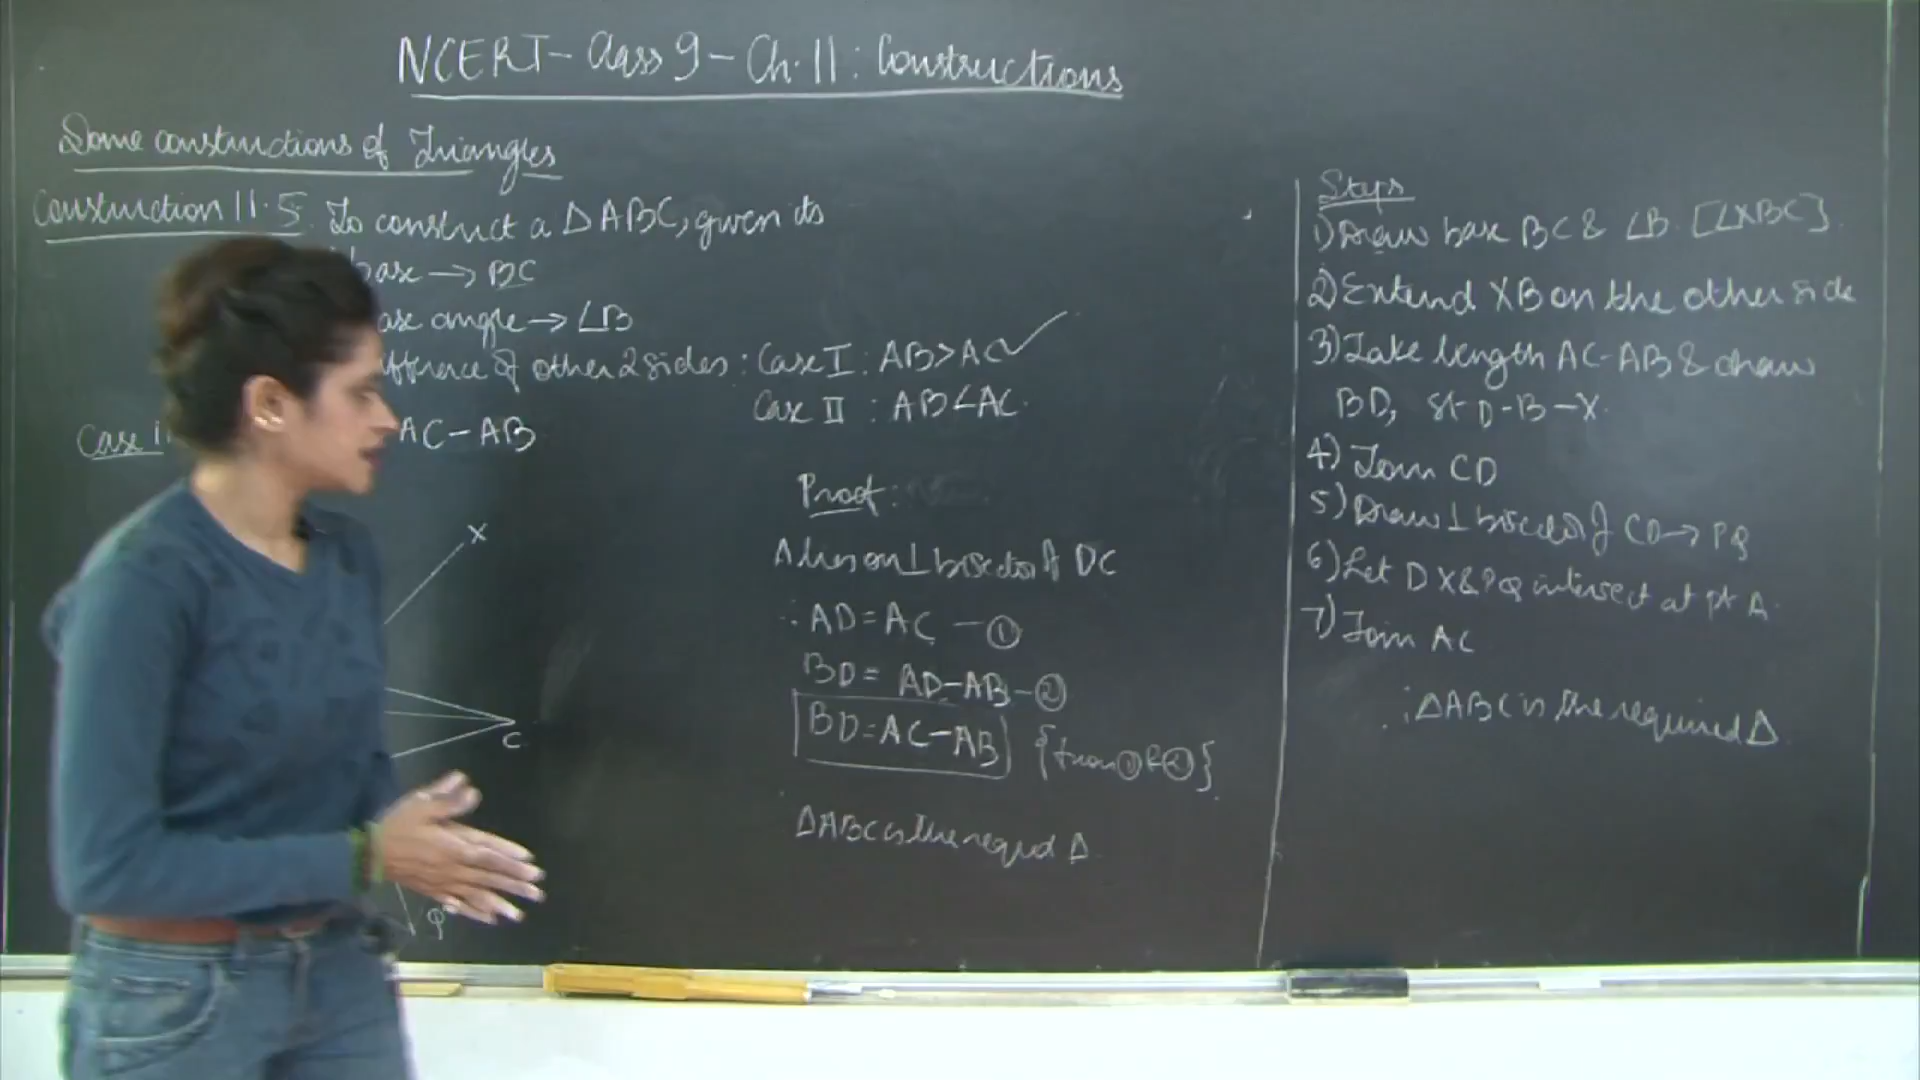 NCERT - Class 9 - Ch. 11 : Constructions
Some constructions of Triangles
Construction 11.5. To construct a Δ ABC, given its
base → BC
ase angle → ∠B
fference of other 2 sides : Case I : AB > AC ✓
Case II : AB < AC.
Case II
AC - AB
X
C
Q
Proof :
A lies on ⊥ bisector of DC
∴ AD = AC - ①
BD = AD - AB - ②
BD = AC - AB {from ① & ②}
Δ ABC is the reqd Δ.
Steps
1) Draw base BC & ∠B. [∠XBC].
2) Extend XB on the other side
3) Take length AC - AB & draw
BD, st D - B - X.
4) Join CD
5) Draw ⊥ bisector of CD → PQ
6) Let DX & PQ intersect at pt A.
7) Join AC
∴ Δ ABC is the required Δ